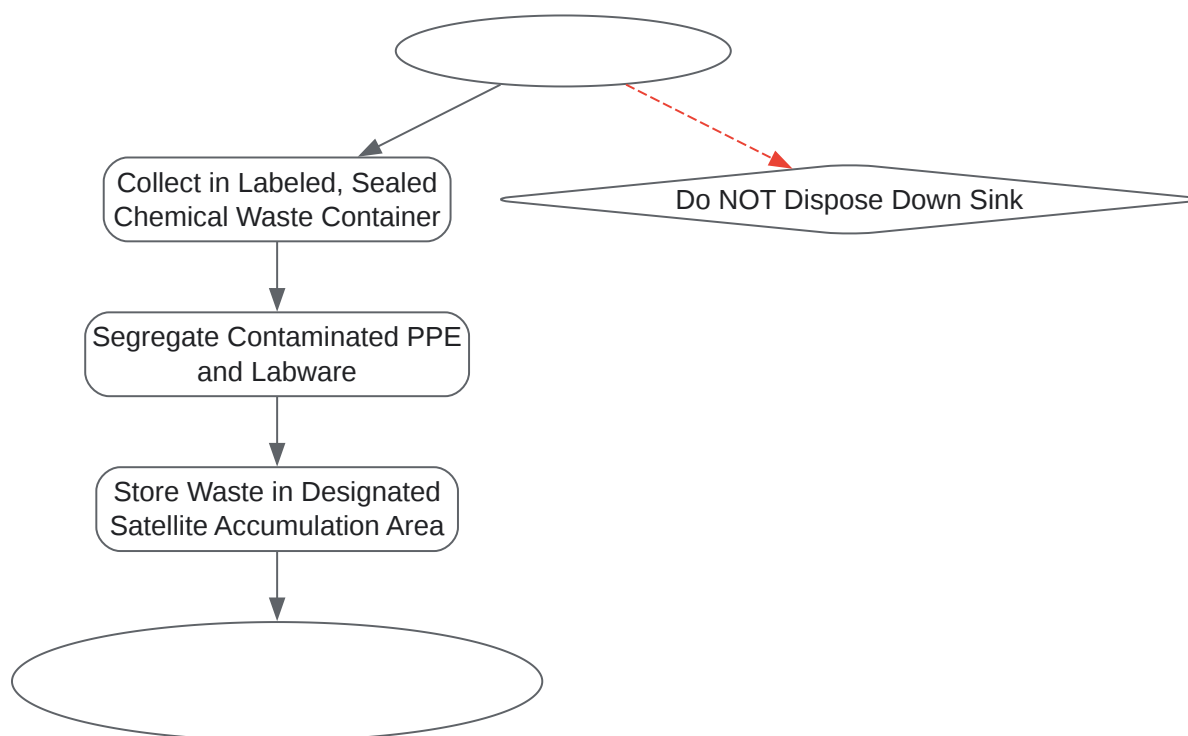 Collect in Labeled, Sealed
Chemical Waste Container
Do NOT Dispose Down Sink
Segregate Contaminated PPE
and Labware
Store Waste in Designated
Satellite Accumulation Area